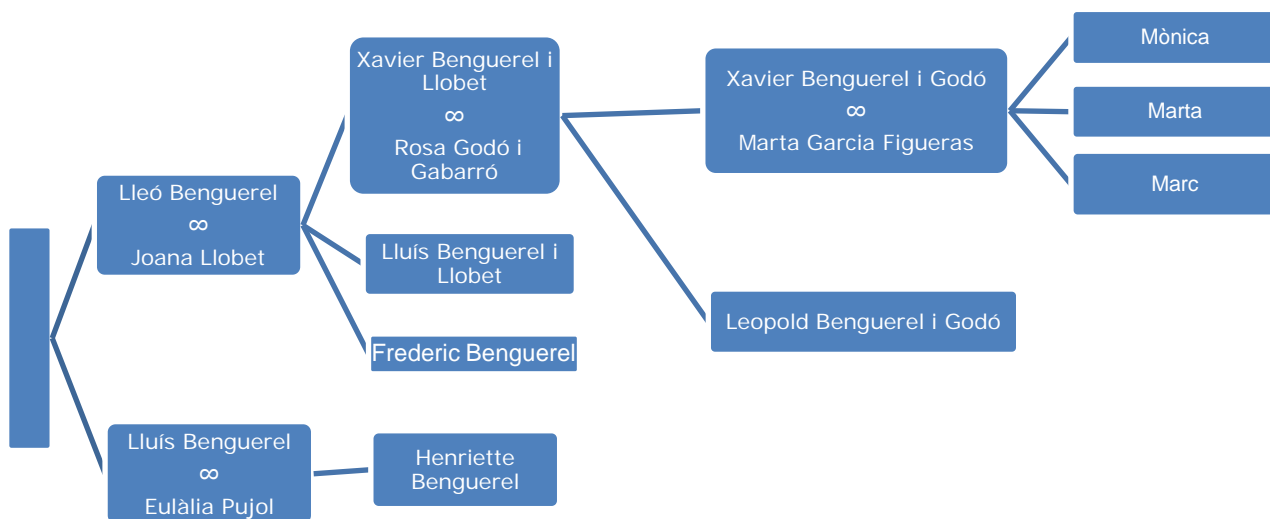 Xavier Benguerel i
Llobet
∞
Rosa Godó i
Gabarró
Xavier Benguerel i Godó
∞
Marta Garcia Figueras
Mònica
Marta
Marc
Lleó Benguerel
∞
Joana Llobet
Lluís Benguerel i
Llobet
Leopold Benguerel i Godó
Frederic Benguerel
Lluís Benguerel
∞
Eulàlia Pujol
Henriette
Benguerel